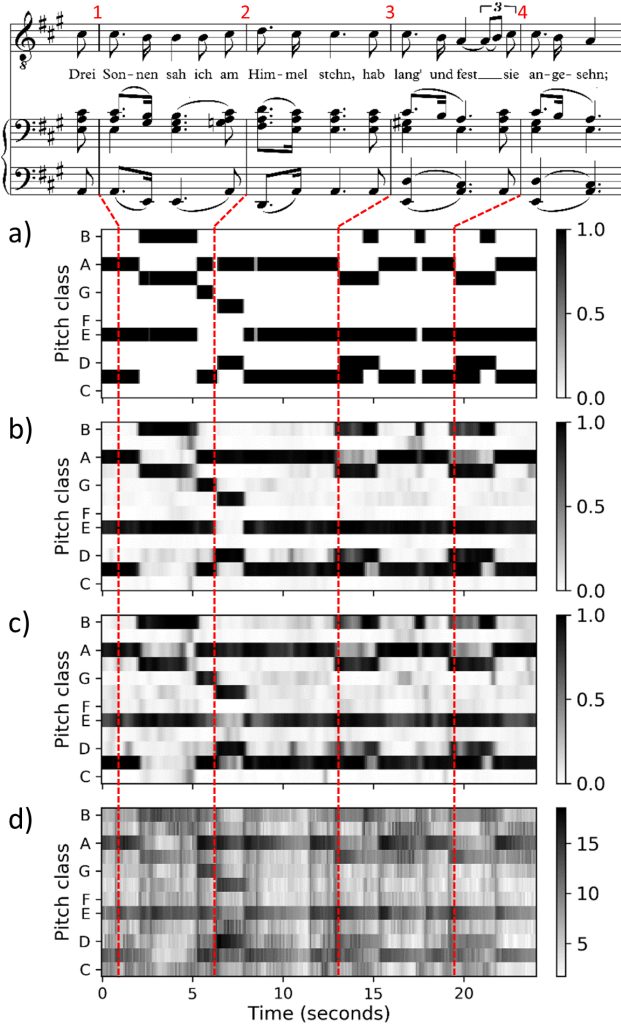 1 2 3 4
3
8
Drei Son-nen sah ich am Him-mel stehn, hab lang' und fest sie an-ge-sehn;
a)
B
A
G
F
E
D
C
Pitch class
1.0
0.5
0.0
b)
B
A
G
F
E
D
C
Pitch class
1.0
0.5
0.0
c)
B
A
G
F
E
D
C
Pitch class
1.0
0.5
0.0
d)
B
A
G
F
E
D
C
Pitch class
15
10
5
0 5 10 15 20
Time (seconds)